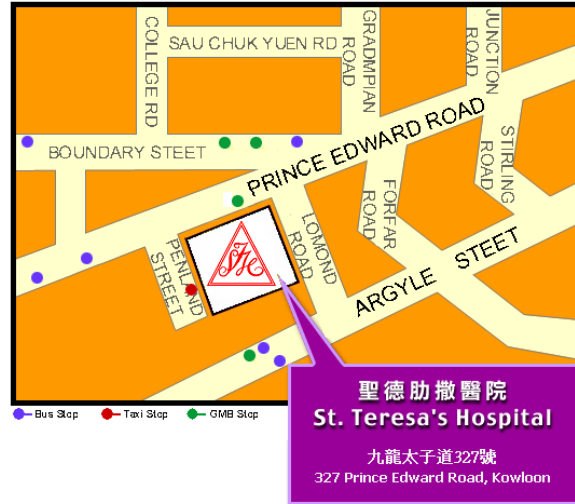 COLLEGE RD
SAU CHUK YUEN RD
GRADMPIAN
ROAD
JUNCTION
ROAD
BOUNDARY STEET
PRINCE EDWARD ROAD
STIRLING
ROAD
FORFAR
ROAD
LOMOND
ROAD
PENLAND
STREET
STH
ARGYLE STEET
Bus Stop
Taxi Stop
GMB Stop
聖德肋撒醫院
St. Teresa's Hospital
九龍太子道327號
327 Prince Edward Road, Kowloon